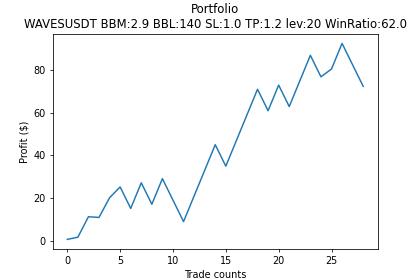 Portfolio
WAVESUSDT BBM:2.9 BBL:140 SL:1.0 TP:1.2 lev:20 WinRatio:62.0
Profit ($)
80
60
40
20
0
0 5 10 15 20 25
Trade counts